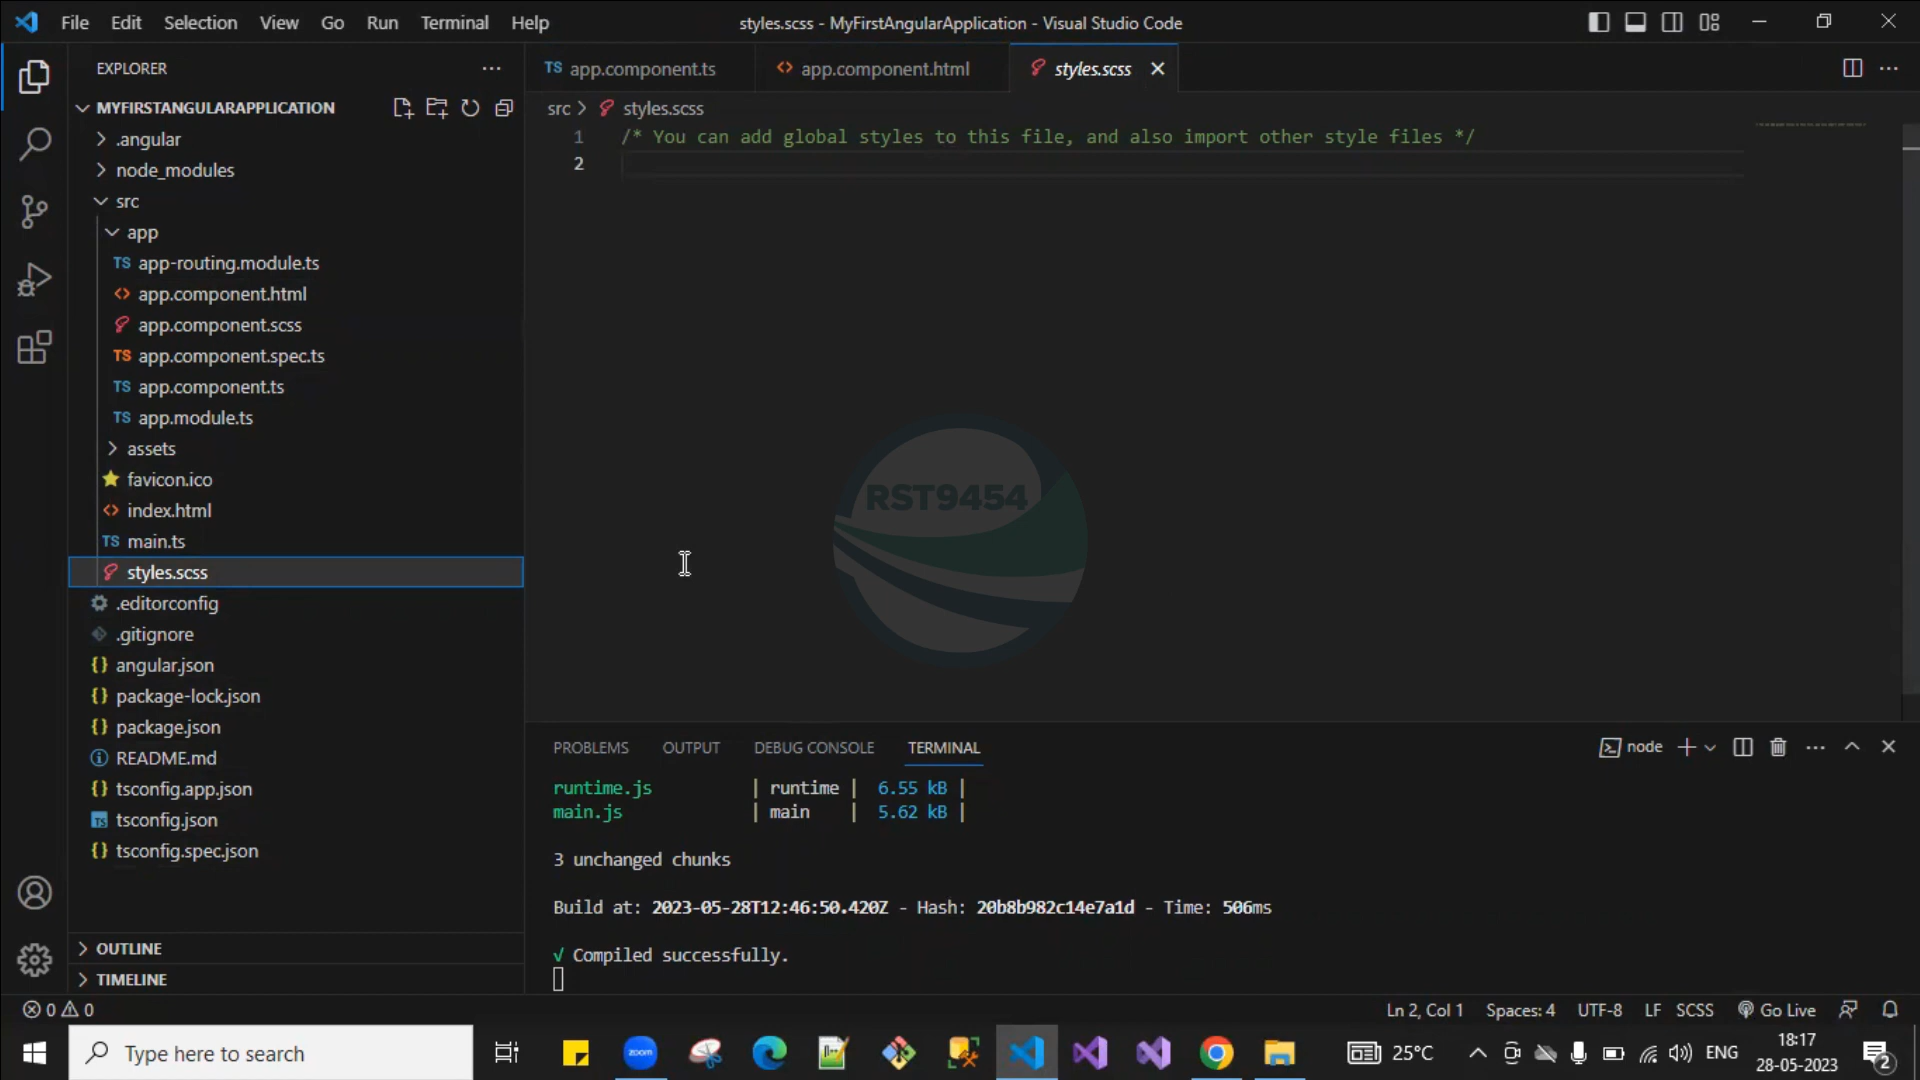 File Edit Selection View Go Run Terminal Help
styles.scss - MyFirstAngularApplication - Visual Studio Code
EXPLORER
MYFIRSTANGULARAPPLICATION
.angular
node_modules
src
app
TS app-routing.module.ts
<> app.component.html
app.component.scss
TS app.component.spec.ts
TS app.component.ts
TS app.module.ts
assets
favicon.ico
<> index.html
TS main.ts
styles.scss
.editorconfig
.gitignore
{} angular.json
{} package-lock.json
{} package.json
README.md
{} tsconfig.app.json
TS tsconfig.json
{} tsconfig.spec.json
OUTLINE
TIMELINE
TS app.component.ts
<> app.component.html
styles.scss
src > styles.scss
1 /* You can add global styles to this file, and also import other style files */
2
RST9454
PROBLEMS OUTPUT DEBUG CONSOLE TERMINAL
node
runtime.js | runtime | 6.55 kB |
main.js | main | 5.62 kB |
3 unchanged chunks
Build at: 2023-05-28T12:46:50.420Z - Hash: 20b8b982c14e7a1d - Time: 506ms
√ Compiled successfully.
0 0
Ln 2, Col 1 Spaces: 4 UTF-8 LF SCSS Go Live
Type here to search
zoom
25°C
ENG
18:17
28-05-2023
2